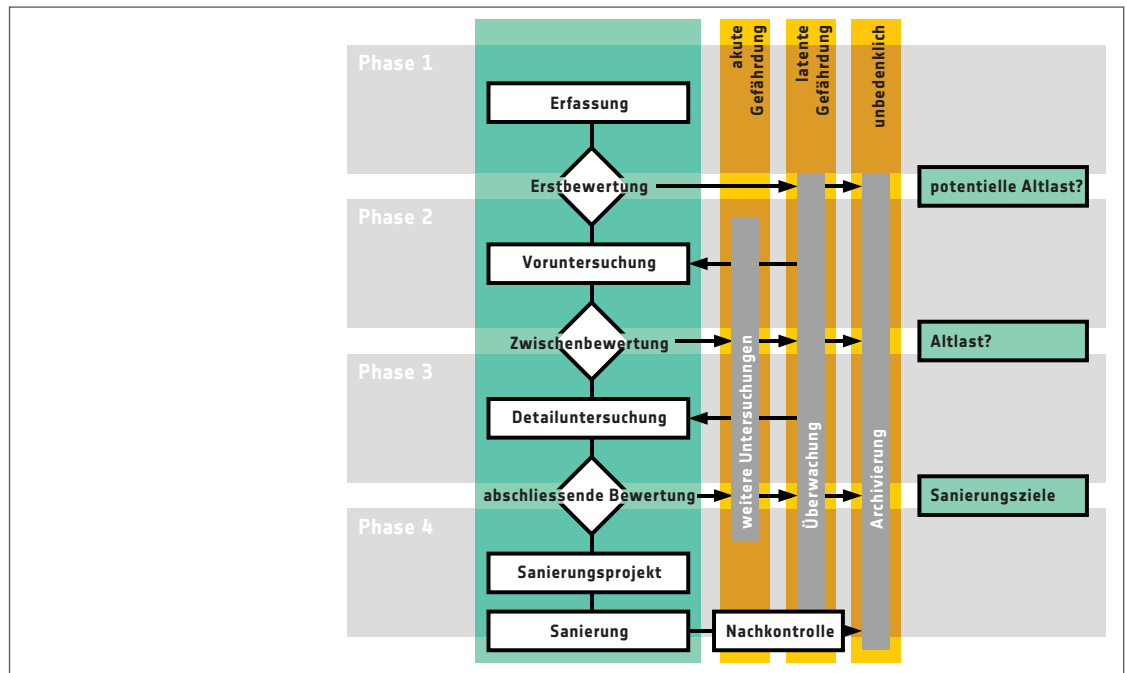 akute
Gefährdung
latente
Gefährdung
unbedenklich
Phase 1
Erfassung
Erstbewertung
potentielle Altlast?
Phase 2
Voruntersuchung
Zwischenbewertung
Altlast?
Phase 3
Detailuntersuchung
weitere Untersuchungen
Überwachung
Archivierung
abschliessende Bewertung
Sanierungsziele
Phase 4
Sanierungsprojekt
Sanierung
Nachkontrolle